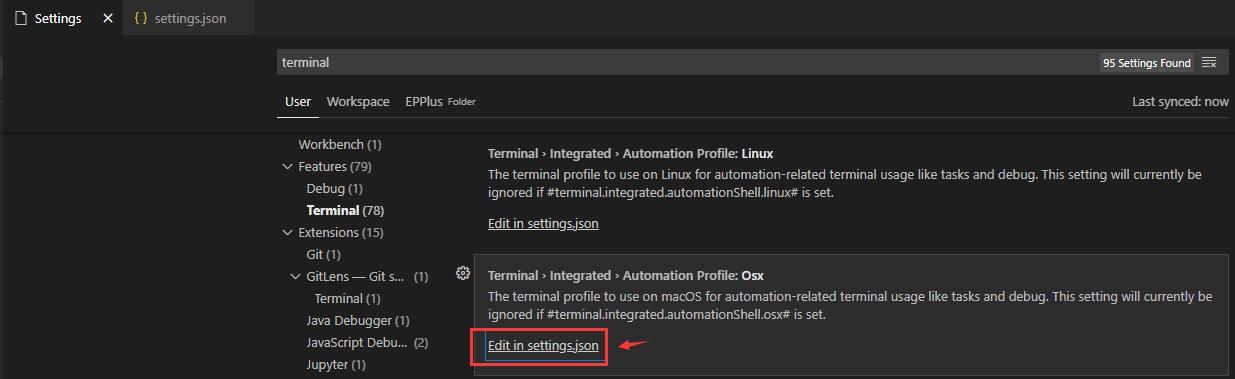 Settings
{ } settings.json
terminal
95 Settings Found
User Workspace EPPlus Folder
Last synced: now
Workbench (1)
Features (79)
Debug (1)
Terminal (78)
Extensions (15)
Git (1)
GitLens — Git s... (1)
Terminal (1)
Java Debugger (1)
JavaScript Debu... (2)
Jupyter (1)
Terminal › Integrated › Automation Profile: Linux
The terminal profile to use on Linux for automation-related terminal usage like tasks and debug. This setting will currently be
ignored if #terminal.integrated.automationShell.linux# is set.
Edit in settings.json
Terminal › Integrated › Automation Profile: Osx
The terminal profile to use on macOS for automation-related terminal usage like tasks and debug. This setting will currently be
ignored if #terminal.integrated.automationShell.osx# is set.
Edit in settings.json